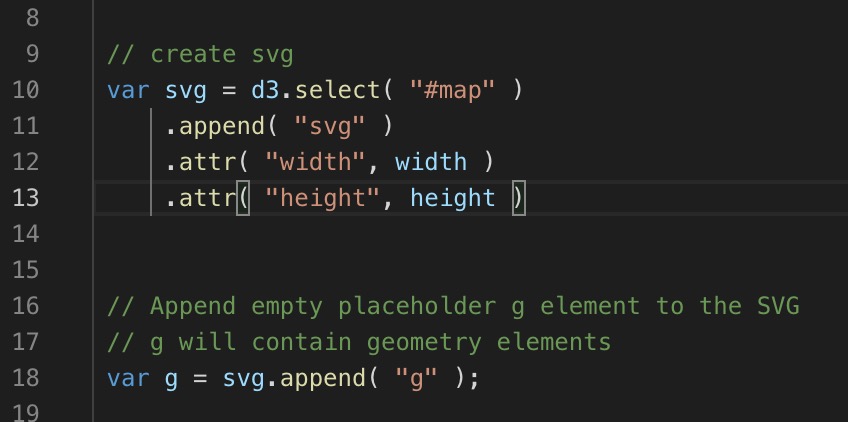 8
9 // create svg
10 var svg = d3.select( "#map" )
11 .append( "svg" )
12 .attr( "width", width )
13 .attr( "height", height )
14
15
16 // Append empty placeholder g element to the SVG
17 // g will contain geometry elements
18 var g = svg.append( "g" );
19